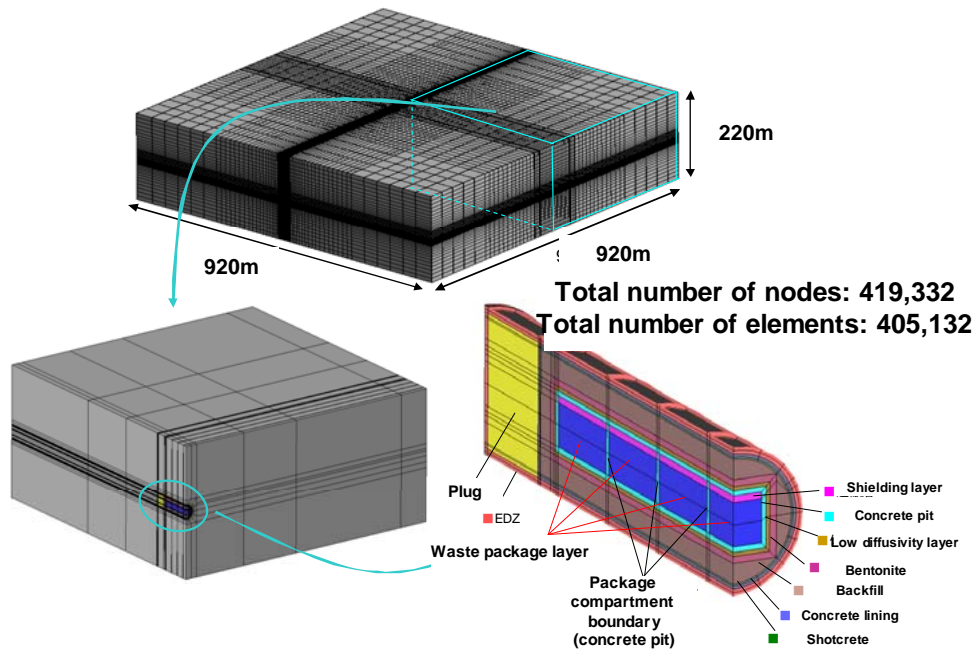 220m
920m
920m
Total number of nodes: 419,332
Total number of elements: 405,132
Plug
EDZ
Waste package layer
Package
compartment
boundary
(concrete pit)
Shielding layer
Concrete pit
Low diffusivity layer
Bentonite
Backfill
Concrete lining
Shotcrete